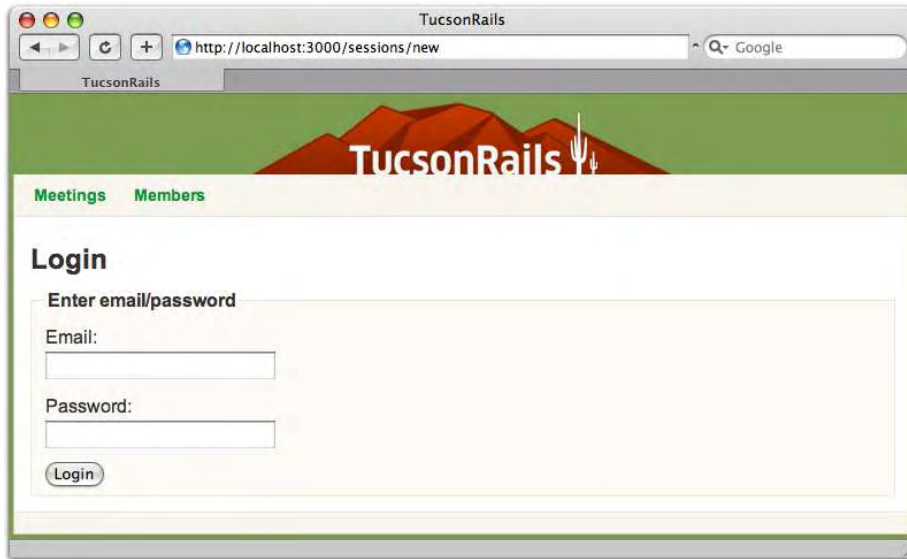 TucsonRails
http://localhost:3000/sessions/new
Google
TucsonRails
TucsonRails
Meetings Members
Login
Enter email/password
Email:
Password:
Login